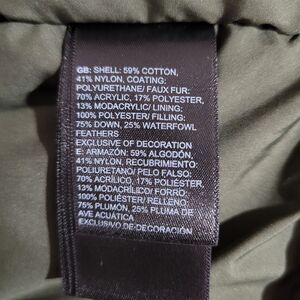 GB: SHELL: 59% COTTON,
41% NYLON, COATING:
POLYURETHANE/ FAUX FUR:
70% ACRYLIC, 17% POLYESTER,
13% MODACRYLIC/ LINING:
100% POLYESTER/ FILLING:
75% DOWN, 25% WATERFOWL
FEATHERS
EXCLUSIVE OF DECORATION
E: ARMAZÓN: 59% ALGODÓN,
41% NYLON, RECUBRIMIENTO:
POLIURETANO/ PELO FALSO:
70% ACRÍLICO, 17% POLIÉSTER,
13% MODACRÍLICO/ FORRO:
100% POLIÉSTER/ RELLENO:
75% PLUMÓN, 25% PLUMA DE
AVE ACUÁTICA
EXCLUSIVO DE DECORACIÓN